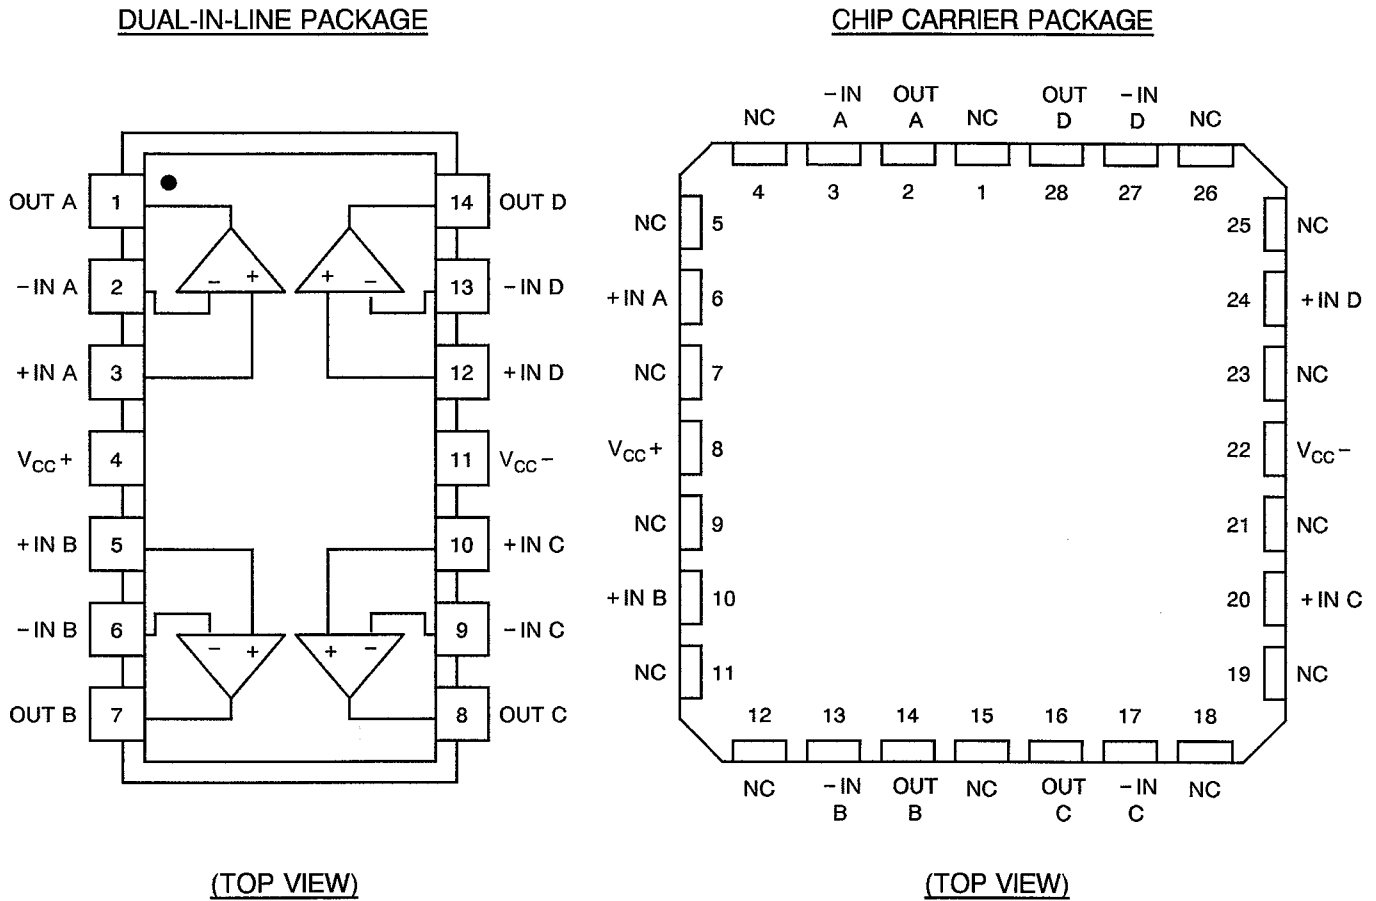 DUAL-IN-LINE PACKAGE
OUT A 1 14 OUT D
− +
+ −
−IN A 2 13 −IN D
+IN A 3 12 +IN D
VCC+ 4 11 VCC−
+IN B 5 10 +IN C
−IN B 6 9 −IN C
− +
+ −
OUT B 7 8 OUT C
(TOP VIEW)
CHIP CARRIER PACKAGE
NC −IN A OUT A NC OUT D −IN D NC
4 3 2 1 28 27 26
NC 5 25 NC
+IN A 6 24 +IN D
NC 7 23 NC
VCC+ 8 22 VCC−
NC 9 21 NC
+IN B 10 20 +IN C
NC 11 19 NC
12 13 14 15 16 17 18
NC −IN B OUT B NC OUT C −IN C NC
(TOP VIEW)